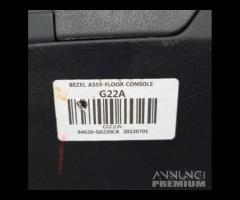 BEZEL ASSY-FLOOR CONSOLE
G22A
G22A
84620-G6220CA 20220701
ANNUNCI
PREMIUM